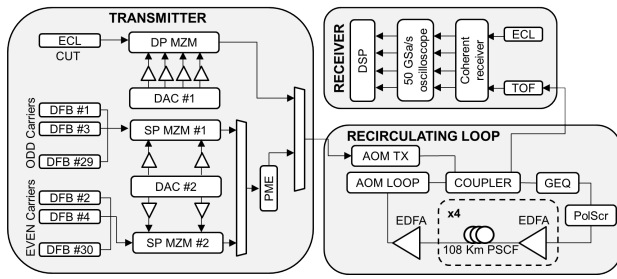 TRANSMITTER
ECL
CUT
DP MZM
DAC #1
ODD Carriers
DFB #1
DFB #3
DFB #29
SP MZM #1
DAC #2
EVEN Carriers
DFB #2
DFB #4
DFB #30
SP MZM #2
PME
RECEIVER
DSP
50 GSa/s
oscilloscope
Coherent
receiver
ECL
TOF
RECIRCULATING LOOP
AOM TX
AOM LOOP
COUPLER
GEQ
PolScr
x4
EDFA
EDFA
108 Km PSCF